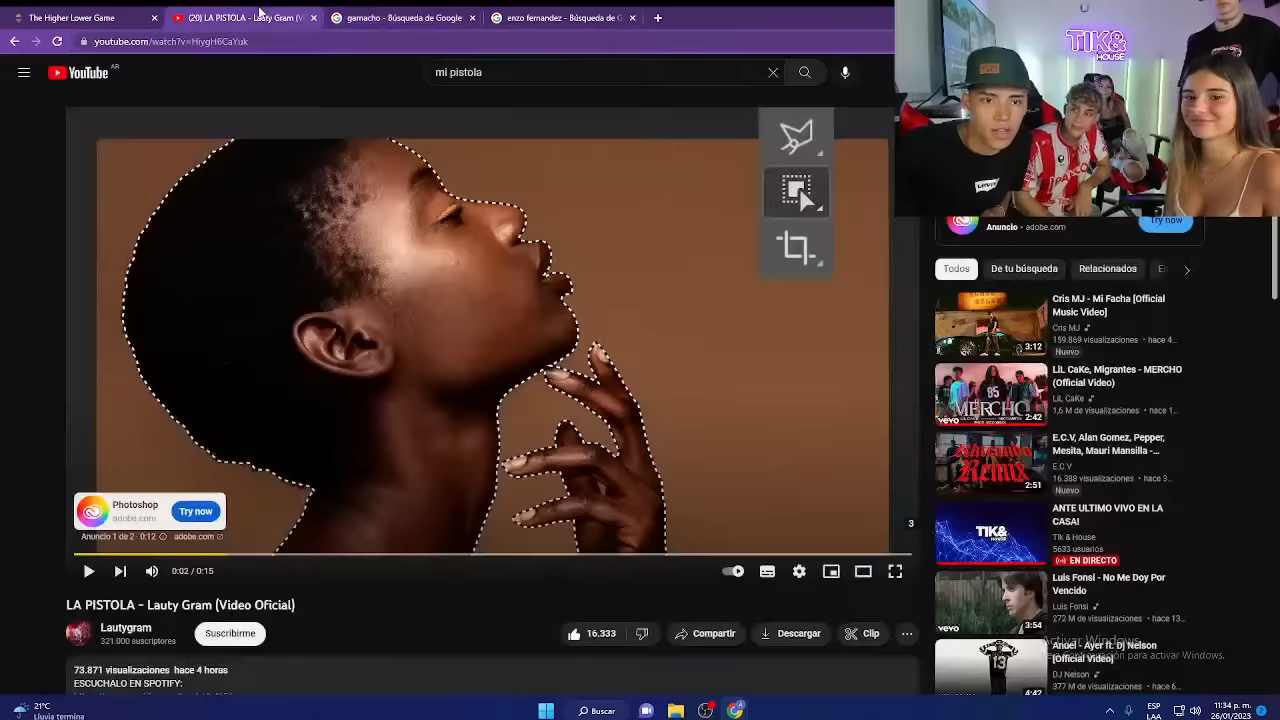 The Higher Lower Game
(20) LA PISTOLA - Lauty Gram (V
garnacho - Búsqueda de Google
enzo fernandez - Búsqueda de G
youtube.com/watch?v=HiygH6CaYuk
YouTube AR
mi pistola
TIK&
HOUSE
Levi's
Try now
Anuncio • adobe.com
Todos
De tu búsqueda
Relacionados
Cris MJ - Mi Facha [Official
Music Video]
Cris MJ
159.869 visualizaciones • hace 4...
Nuevo
3:12
LiL CaKe, Migrantes - MERCHO
(Official Video)
LiL CaKe
1,6 M de visualizaciones • hace 1...
MERCHO
vevo
2:42
E.C.V, Alan Gomez, Pepper,
Mesita, Mauri Mansilla -...
E.C.V
16.388 visualizaciones • hace 3...
Nuevo
Remix
2:51
ANTE ULTIMO VIVO EN LA
CASA!
Tik & House
5633 usuarios
EN DIRECTO
TIK&
HOUSE
Luis Fonsi - No Me Doy Por
Vencido
Luis Fonsi
272 M de visualizaciones • hace 13...
vevo
3:54
Anuel - Ayer ft. Dj Nelson
[Official Video]
DJ Nelson
377 M de visualizaciones • hace 6...
13
4:42
Activar Windows
Photoshop
adobe.com
Try now
Anuncio 1 de 2 · 0:12
adobe.com
3
0:02 / 0:15
LA PISTOLA - Lauty Gram (Video Oficial)
Lautygram
321.000 suscriptores
Suscribirme
16.333
Compartir
Descargar
Clip
73.871 visualizaciones hace 4 horas
ESCUCHALO EN SPOTIFY:
21°C
Lluvia termina
Buscar
ESP
LAA
11:34 p. m.
26/01/2023